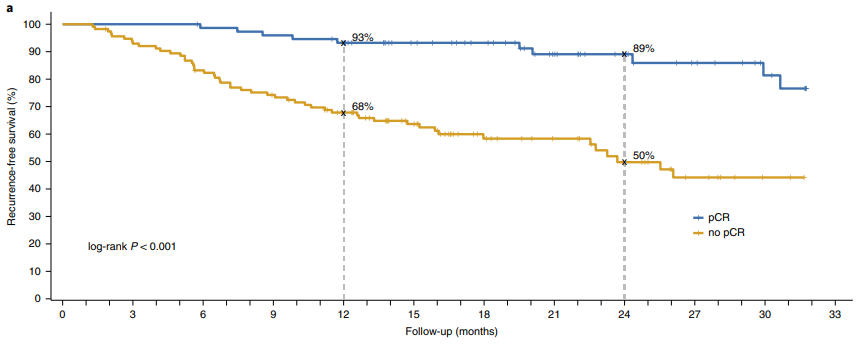 a
100
90
80
70
60
50
40
30
20
10
0
Recurrence-free survival (%)
93%
89%
68%
50%
pCR
no pCR
log-rank P < 0.001
0 3 6 9 12 15 18 21 24 27 30 33
Follow-up (months)